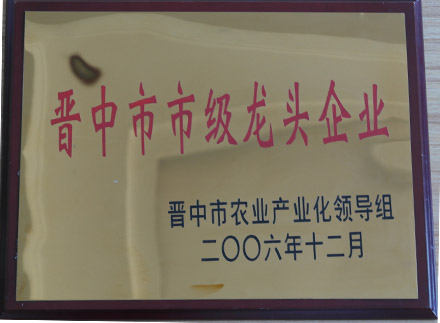 晋中市市级龙头企业
晋中市农业产业化领导组
二〇〇六年十二月